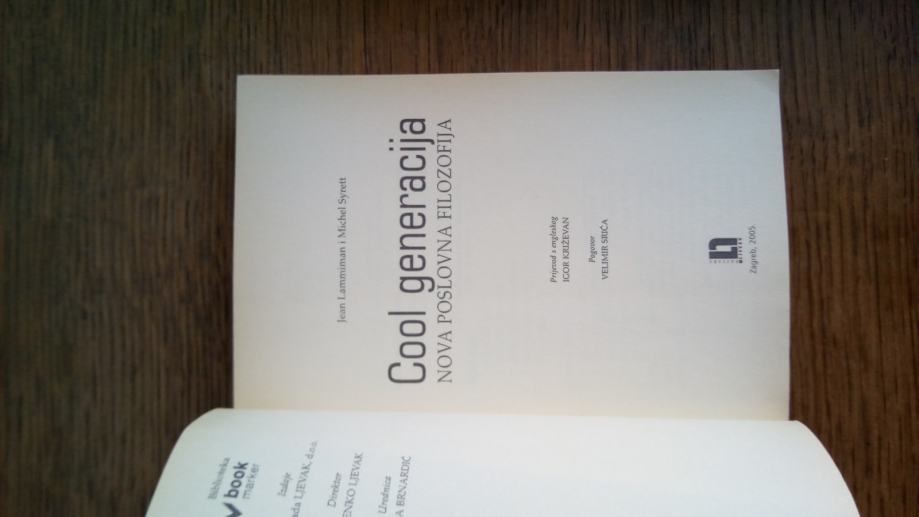 Biblioteka
book
marker
Izdaje
LJEVAK, d.o.o.
Direktor
LJEVAK
Urednica
BRNARDIĆ
Jean Lammiman i Michel Syrett
Cool generacija
NOVA POSLOVNA FILOZOFIJA
Prijevod s engleskog
IGOR KRIŽEVAN
Pogovor
VELIMIR SRIĆA
Zagreb, 2005.